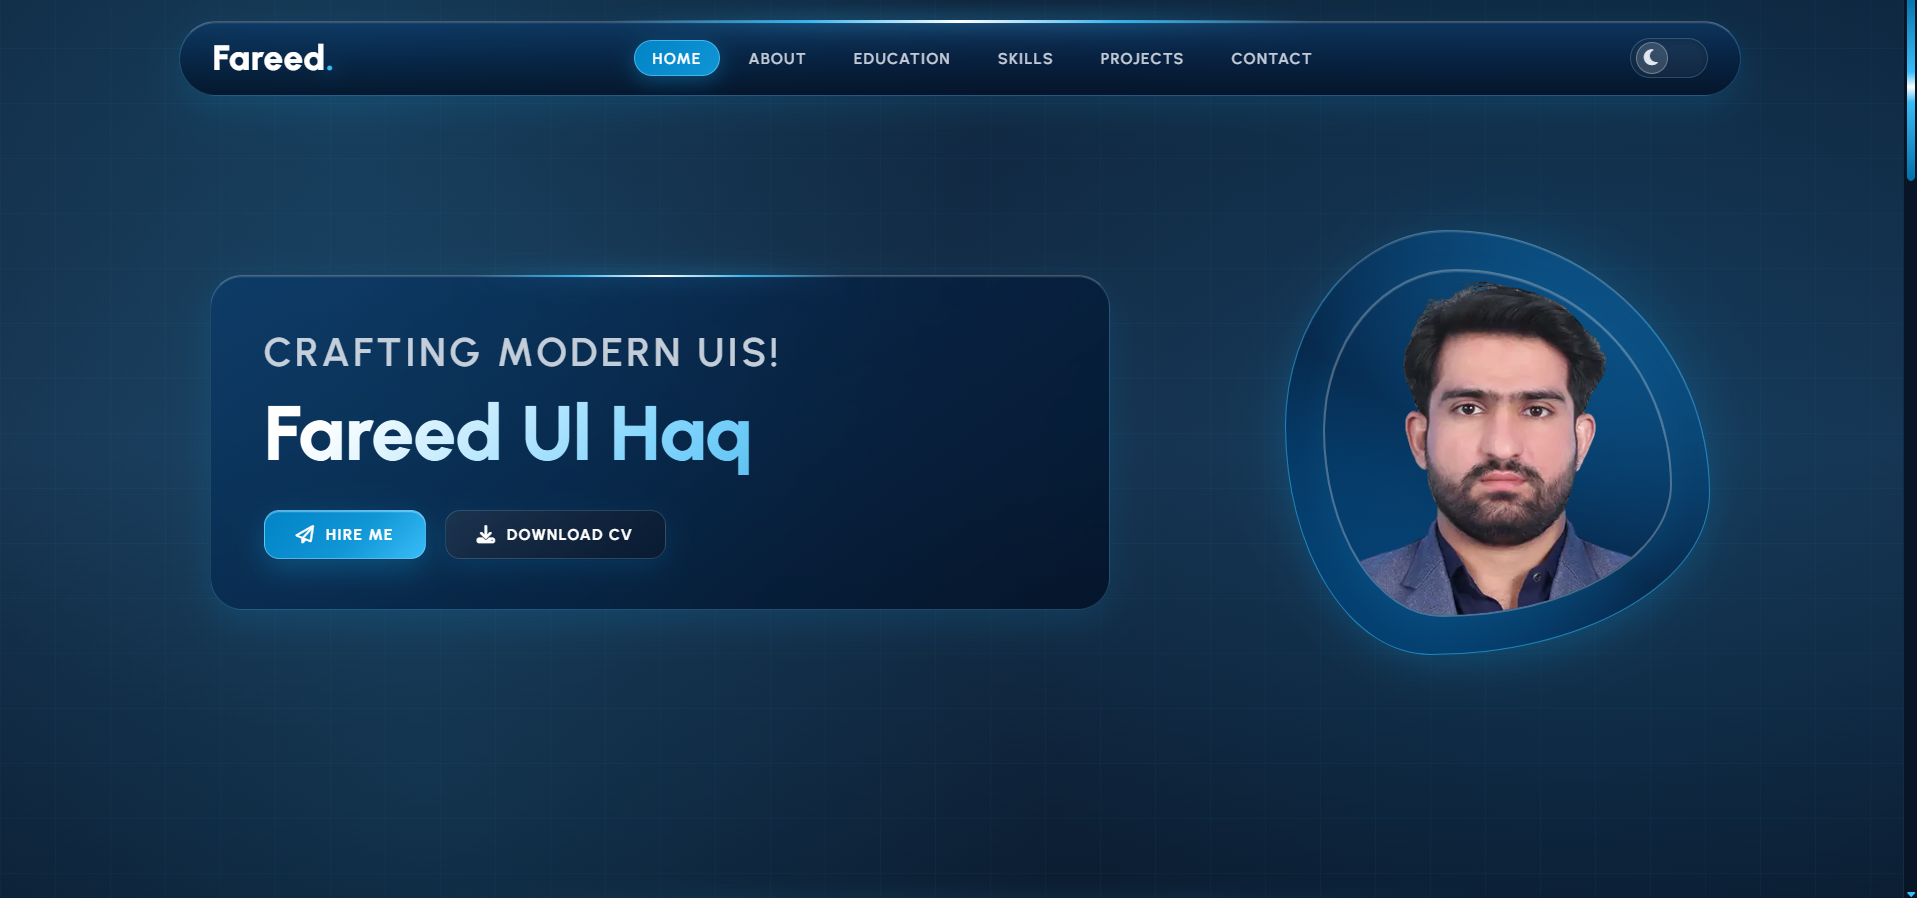 Fareed.
HOME ABOUT EDUCATION SKILLS PROJECTS CONTACT
CRAFTING MODERN UIS!
Fareed Ul Haq
HIRE ME DOWNLOAD CV